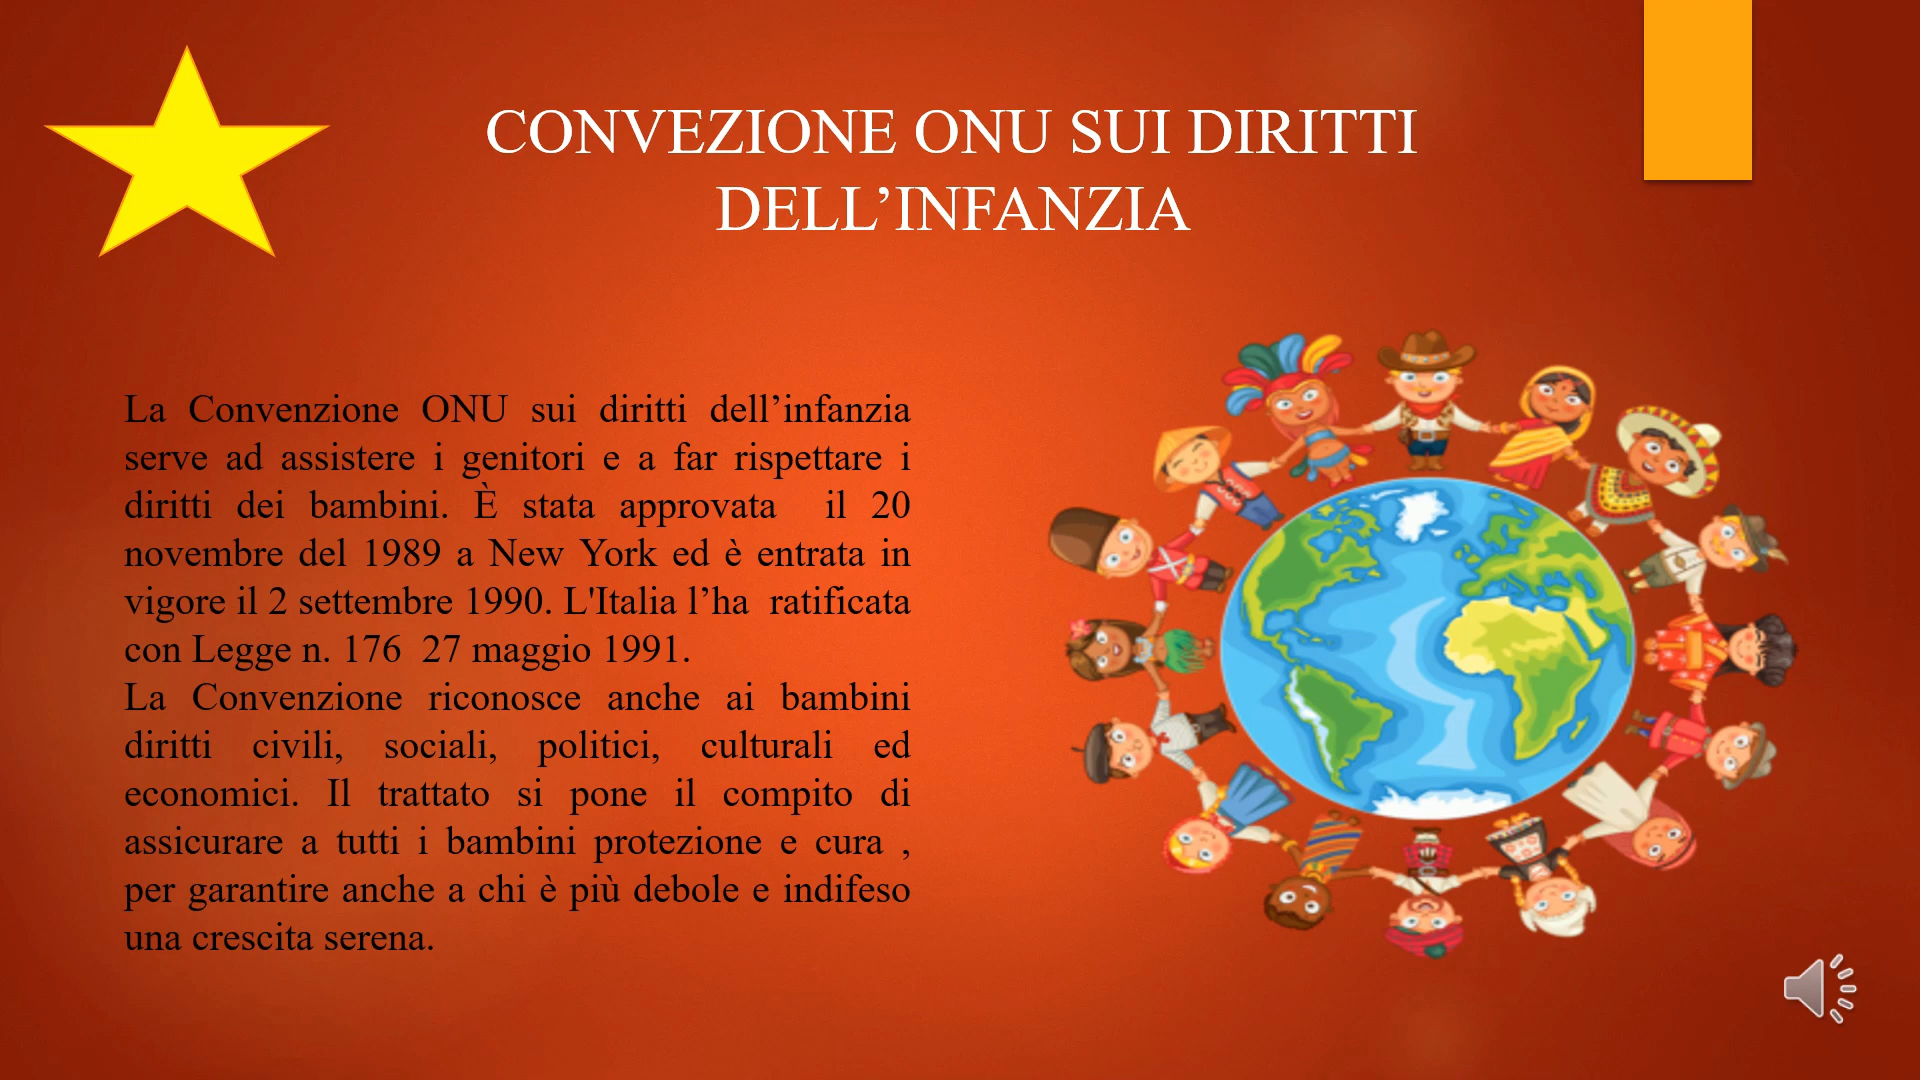 CONVEZIONE ONU SUI DIRITTI
DELL’INFANZIA
La Convenzione ONU sui diritti dell’infanzia
serve ad assistere i genitori e a far rispettare i
diritti dei bambini. È stata approvata  il 20
novembre del 1989 a New York ed è entrata in
vigore il 2 settembre 1990. L'Italia l’ha  ratificata
con Legge n. 176  27 maggio 1991.
La Convenzione riconosce anche ai bambini
diritti civili, sociali, politici, culturali ed
economici. Il trattato si pone il compito di
assicurare a tutti i bambini protezione e cura ,
per garantire anche a chi è più debole e indifeso
una crescita serena.